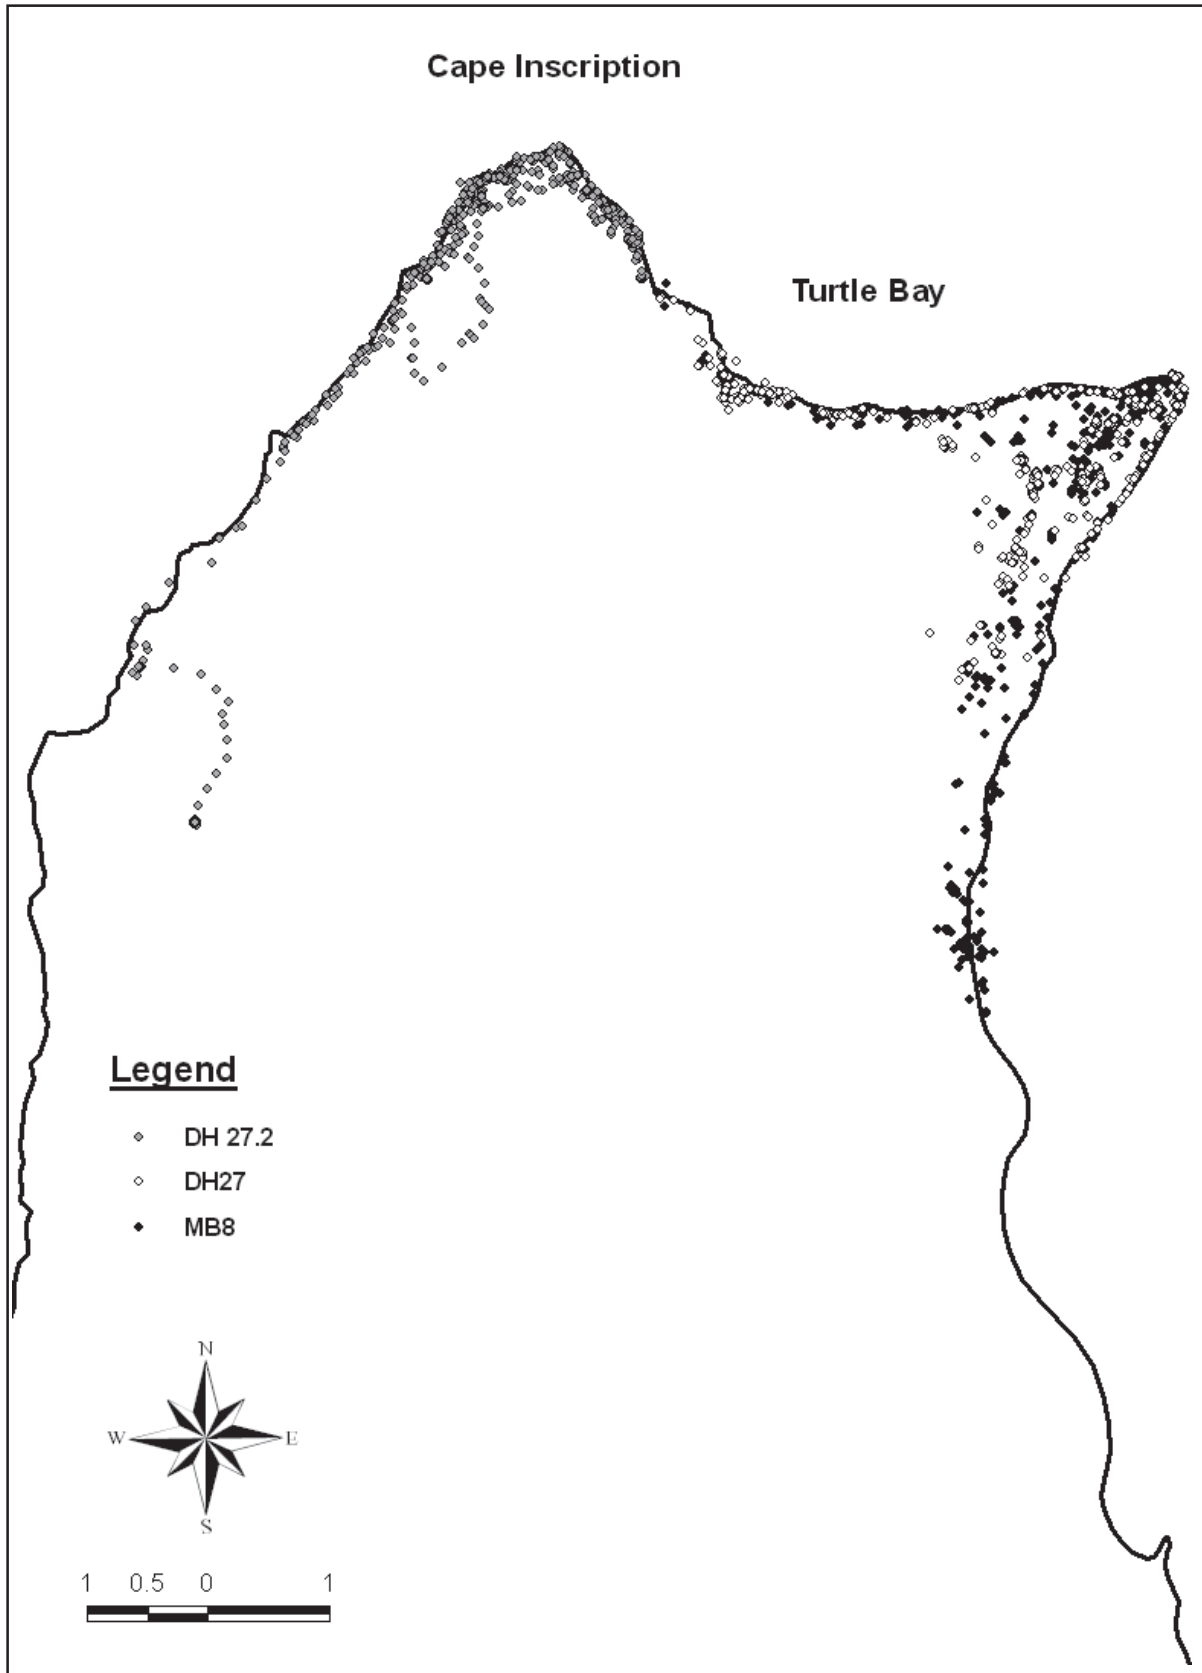 Cape Inscription
Turtle Bay
Legend
DH 27.2
DH27
MB8
N
W E
S
1 0.5 0 1